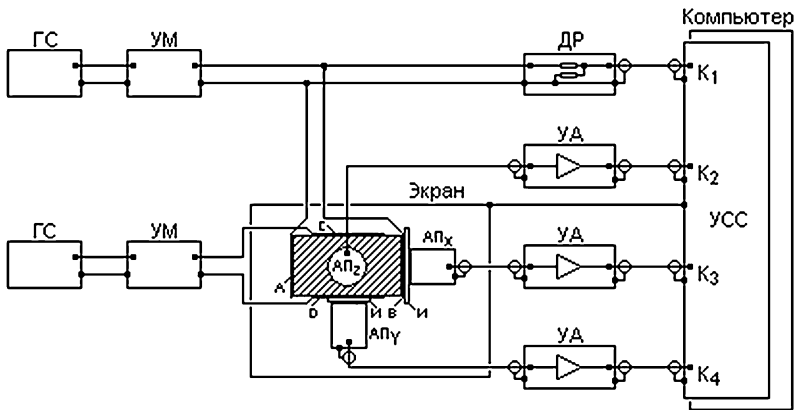 Компьютер
ГС
УМ
ДР
К1
УА
К2
Экран
УСС
ГС
УМ
С
АПX
УА
АПZ
А
К3
D
И
В
И
АПY
УА
К4